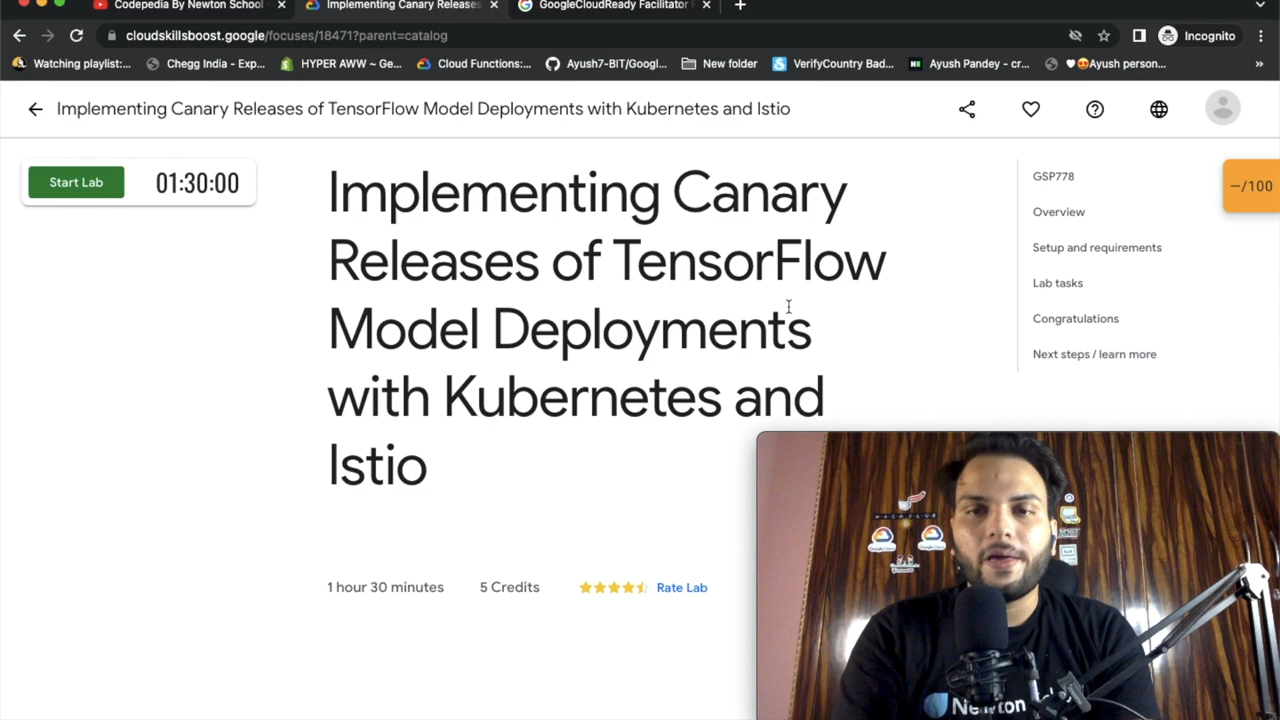 Codepedia By Newton School
Implementing Canary Releases
GoogleCloudReady Facilitator
cloudskillsboost.google/focuses/18471?parent=catalog
Incognito
Watching playlist:...
Chegg India - Exp...
HYPER AWW ~ Ge...
Cloud Functions:...
Ayush7-BIT/Googl...
New folder
VerifyCountry Bad...
Ayush Pandey - cr...
Ayush person...
»
Implementing Canary Releases of TensorFlow Model Deployments with Kubernetes and Istio
Start Lab
01:30:00
Implementing Canary
Releases of TensorFlow
Model Deployments
with Kubernetes and
Istio
1 hour 30 minutes
5 Credits
Rate Lab
GSP778
Overview
Setup and requirements
Lab tasks
Congratulations
Next steps / learn more
–/100
Newton